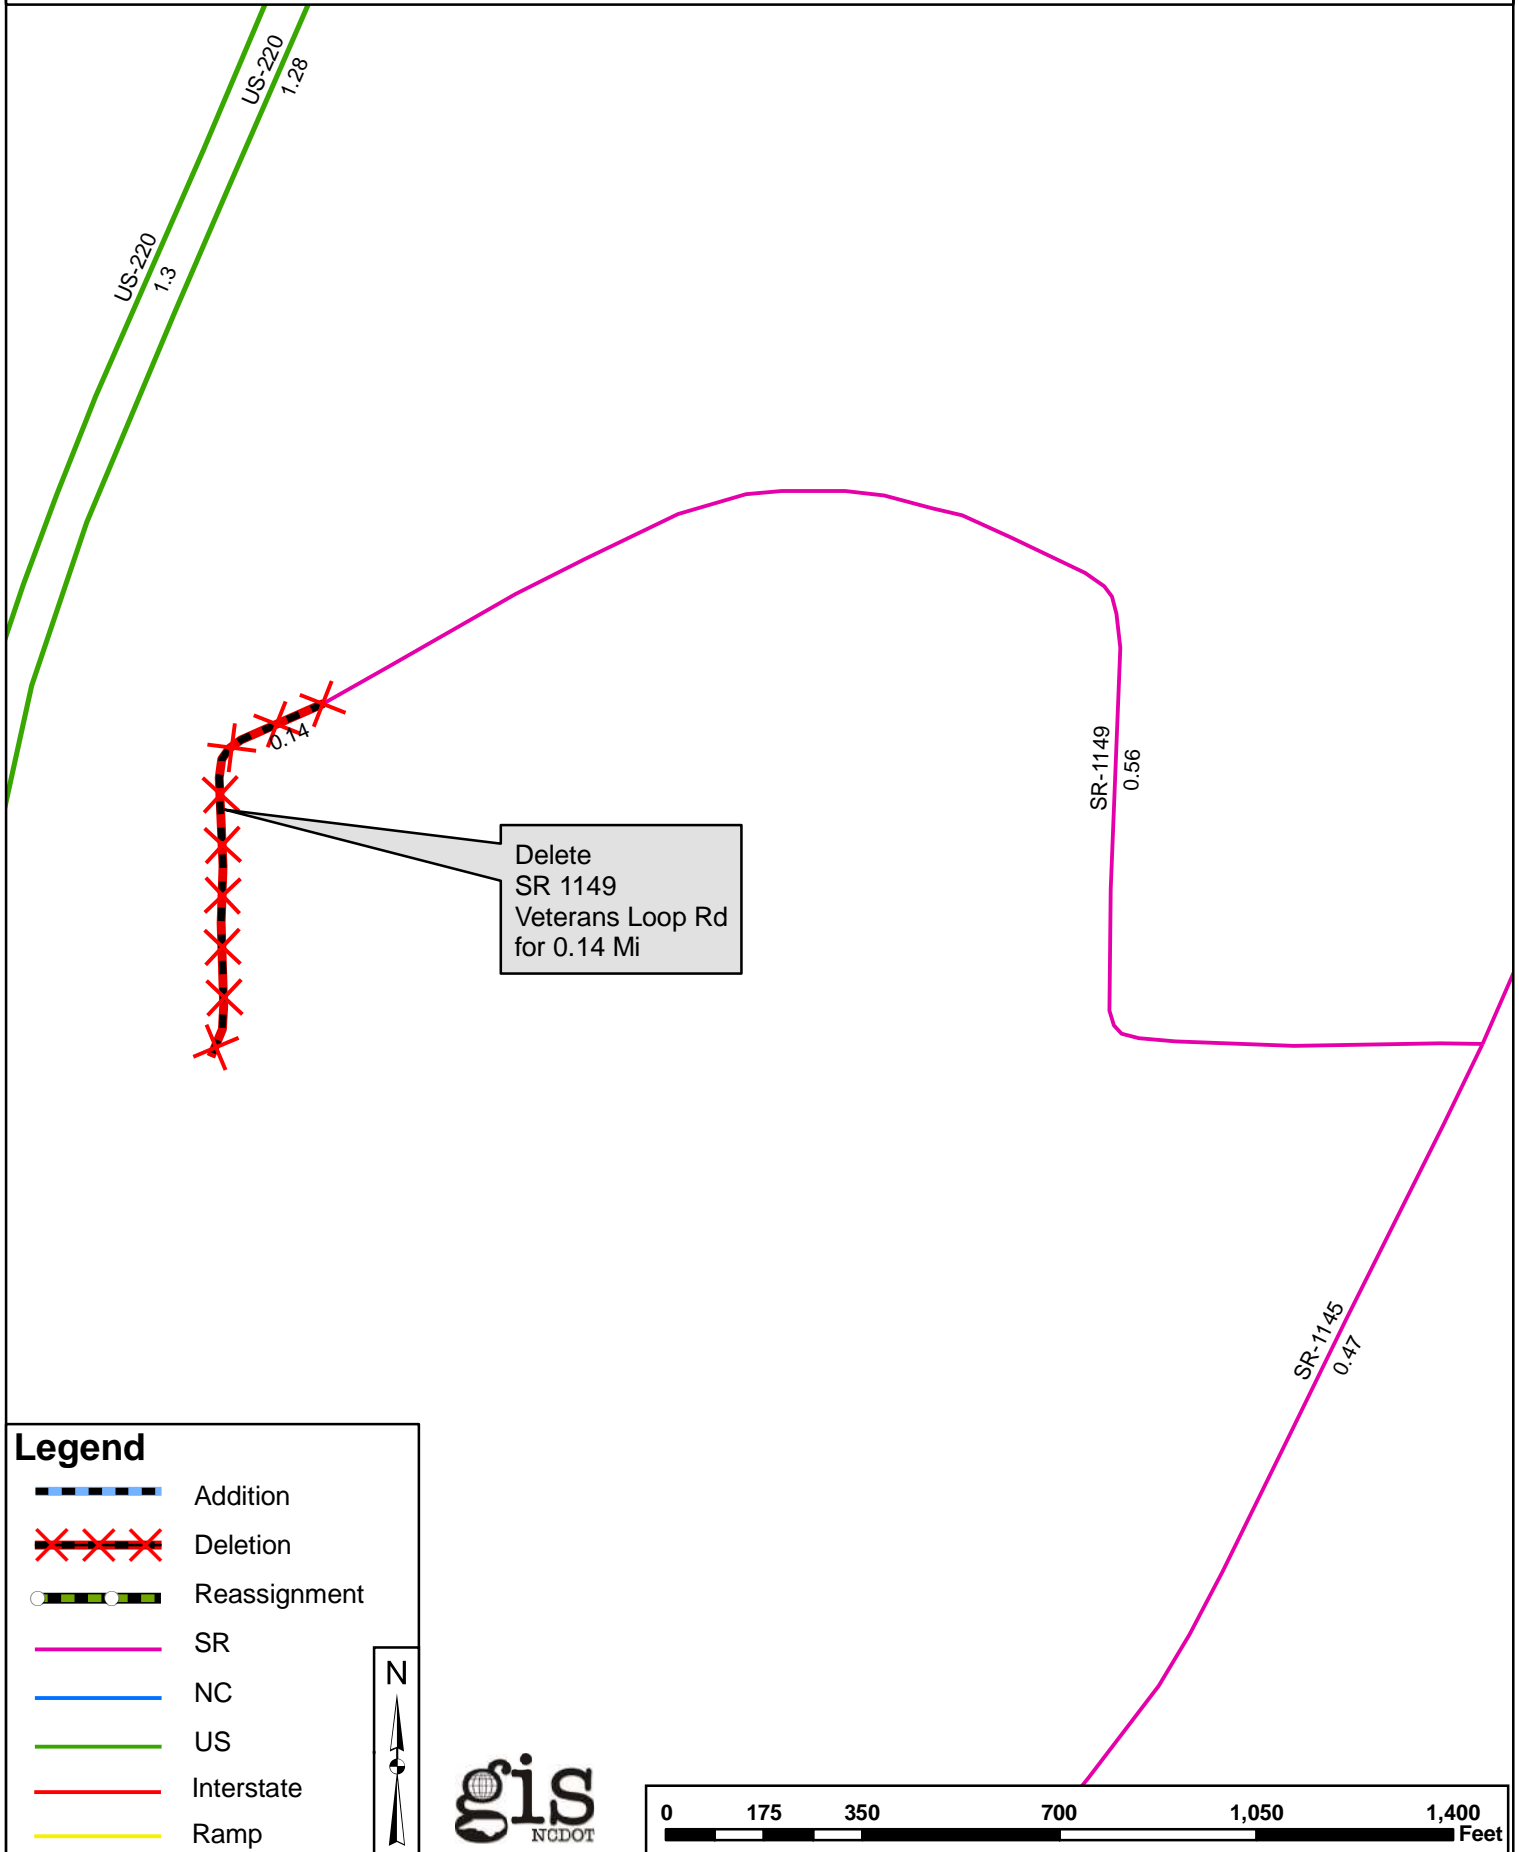 US-220
1.28
US-220
1.3
0.14
SR-1149
0.56
Delete
SR 1149
Veterans Loop Rd
for 0.14 Mi
SR-1145
0.47
Legend
Addition
Deletion
Reassignment
SR
NC
US
Interstate
Ramp
N
gis
NCDOT
0 175 350 700 1,050 1,400
Feet